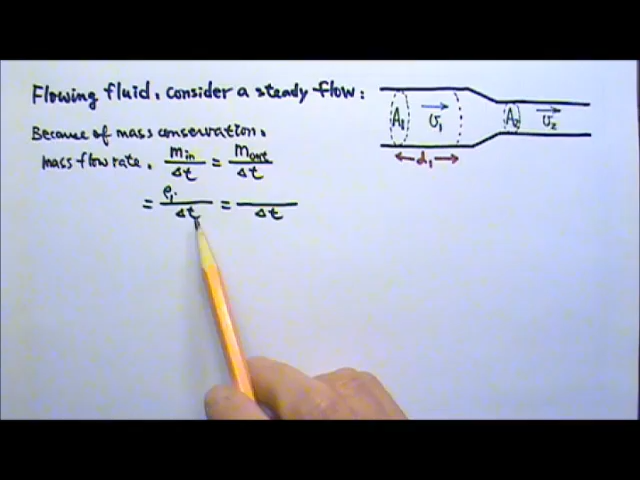 Flowing fluid, consider a steady flow:
Because of mass conservation,
mass flow rate, m_in/Δt = m_out/Δt
= ρ₁·/Δt = /Δt
A₁ v₁ A₂ v₂
d₁